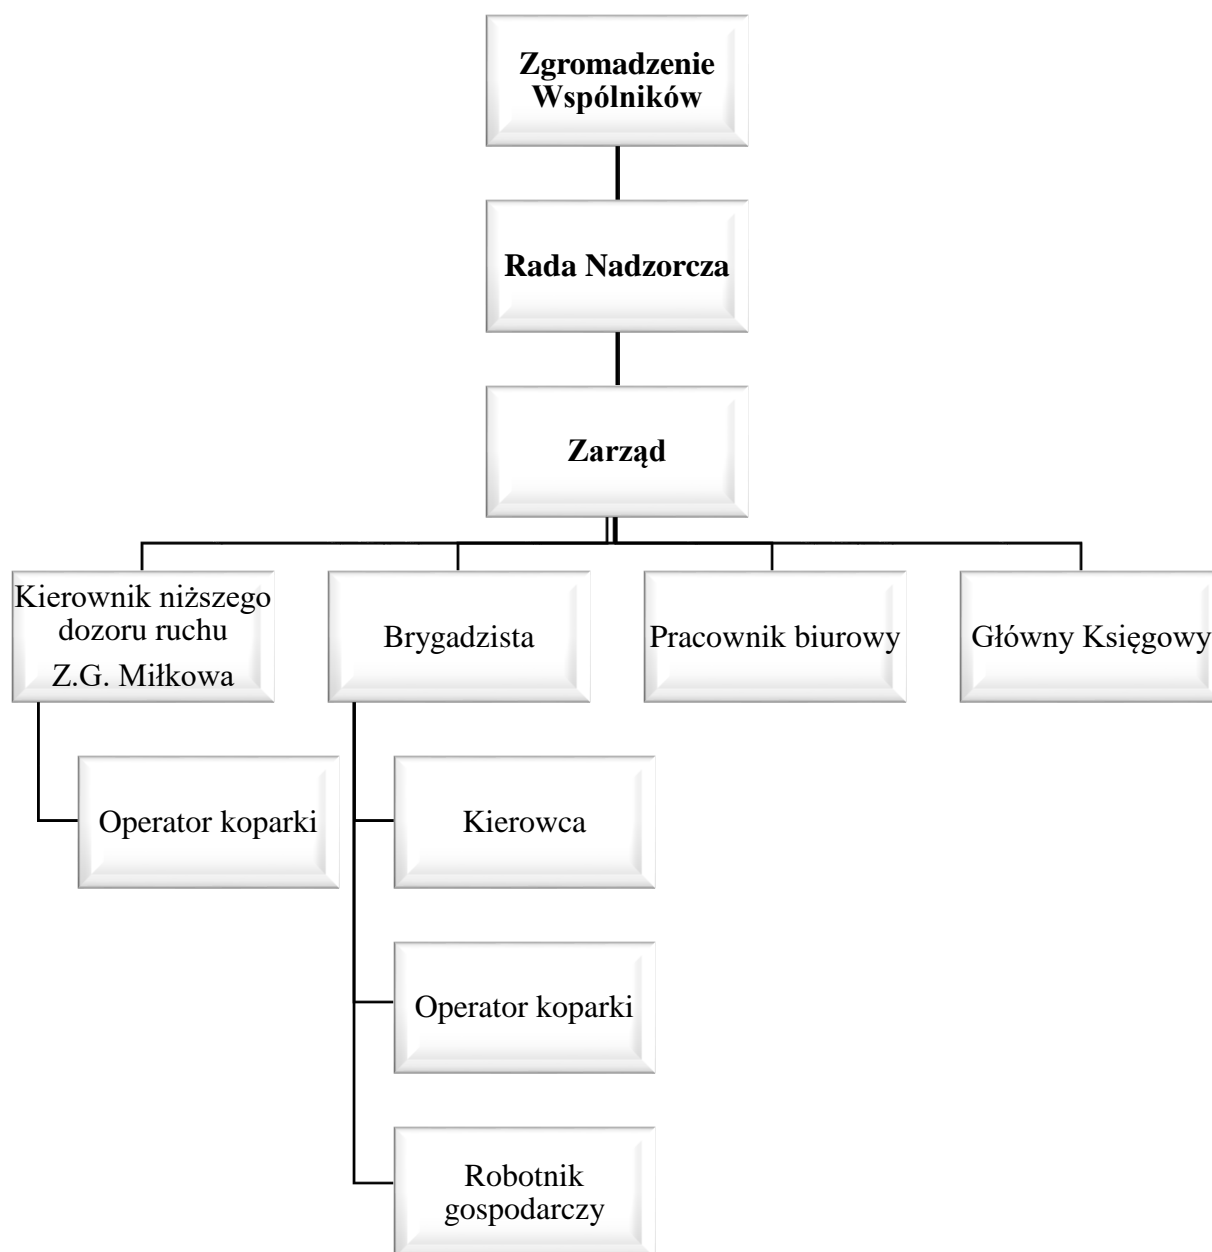 Zgromadzenie
Wspólników
Rada Nadzorcza
Zarząd
Kierownik niższego
dozoru ruchu
Z.G. Miłkowa
Brygadzista
Pracownik biurowy
Główny Księgowy
Operator koparki
Kierowca
Operator koparki
Robotnik
gospodarczy